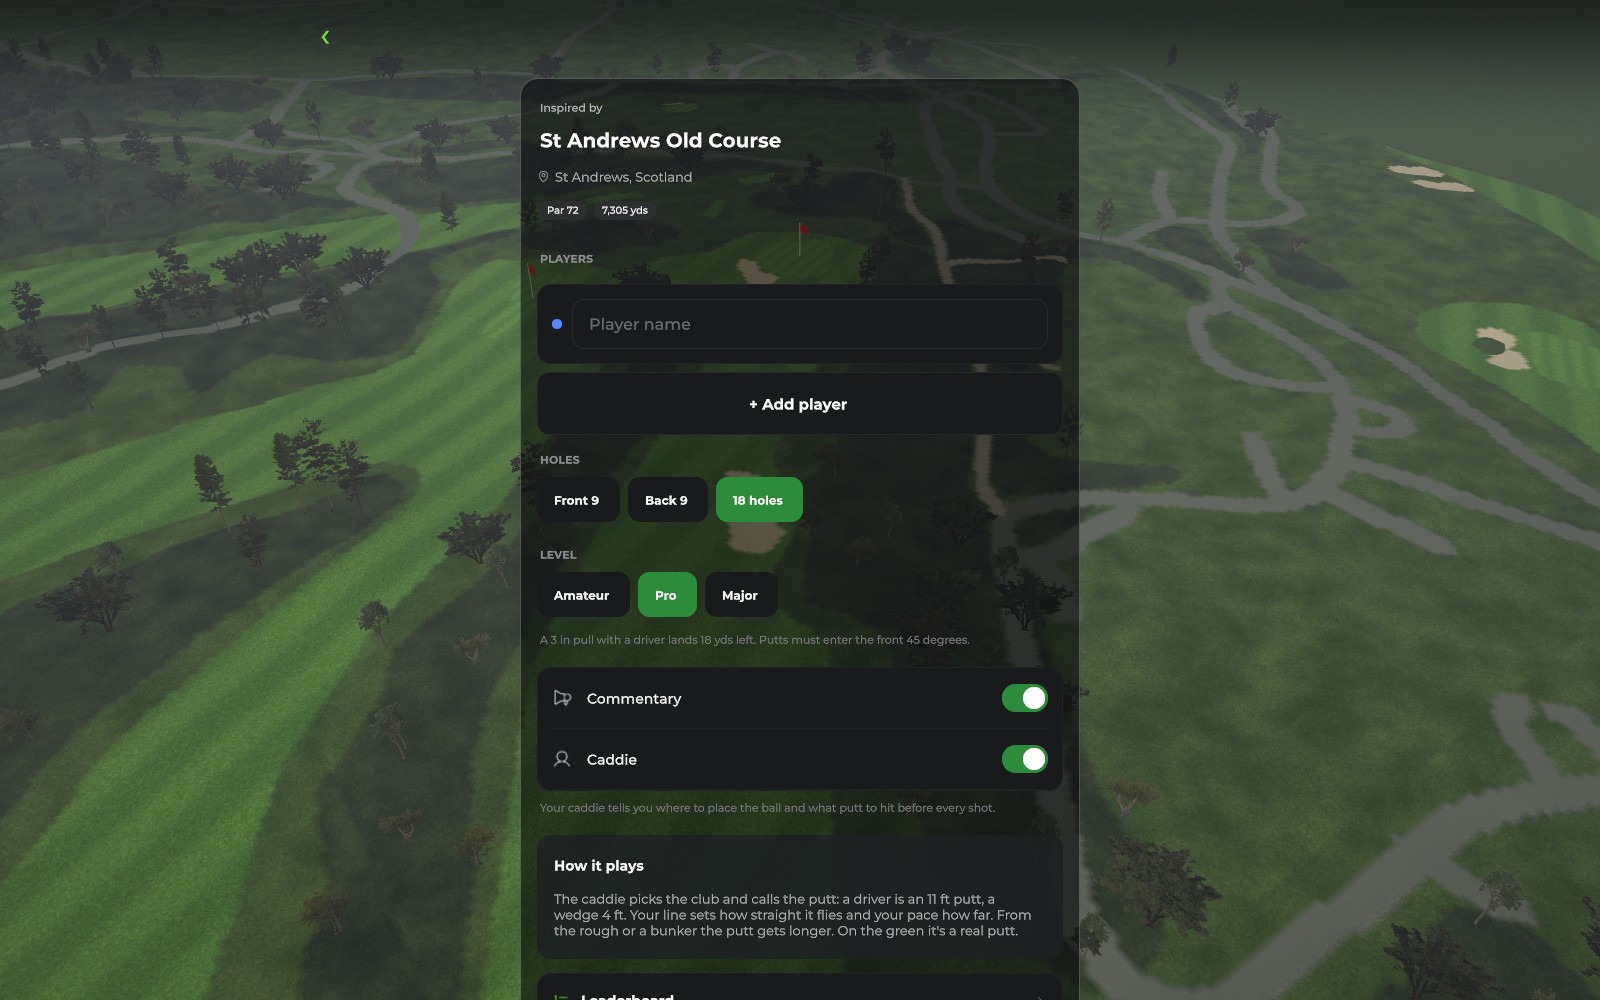 Inspired by
St Andrews Old Course
St Andrews, Scotland
Par 72
7,305 yds
PLAYERS
Player name
+ Add player
HOLES
Front 9
Back 9
18 holes
LEVEL
Amateur
Pro
Major
A 3 in pull with a driver lands 18 yds left. Putts must enter the front 45 degrees.
Commentary
Caddie
Your caddie tells you where to place the ball and what putt to hit before every shot.
How it plays
The caddie picks the club and calls the putt: a driver is an 11 ft putt, a
wedge 4 ft. Your line sets how straight it flies and your pace how far. From
the rough or a bunker the putt gets longer. On the green it's a real putt.
Leaderboard